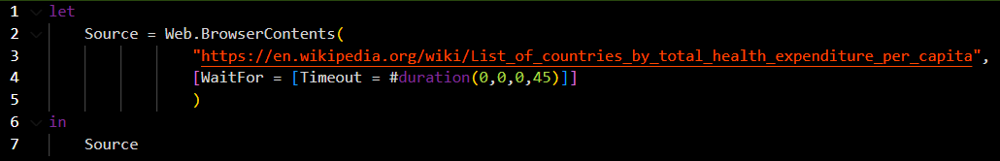 1 let
2 Source = Web.BrowserContents(
3 "https://en.wikipedia.org/wiki/List_of_countries_by_total_health_expenditure_per_capita",
4 [WaitFor = [Timeout = #duration(0,0,0,45)]]
5 )
6 in
7 Source